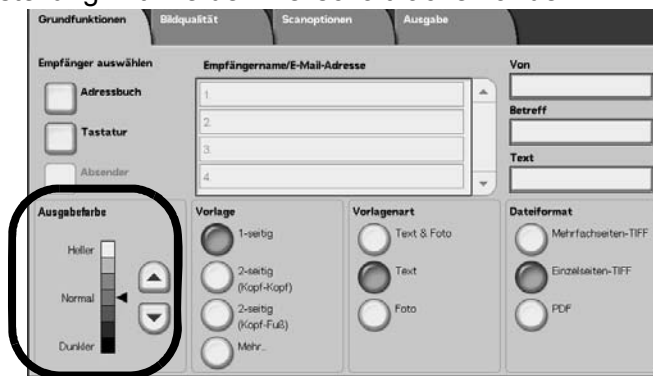 Grundfunktionen
Bildqualität
Scanoptionen
Ausgabe
Empfänger auswählen
Adressbuch
Tastatur
Absender
Empfängername/E-Mail-Adresse
1.
2.
3.
4.
Von
Betreff
Text
Ausgabefarbe
Heller
Normal
Dunkler
Vorlage
1-seitig
2-seitig
(Kopf-Kopf)
2-seitig
(Kopf-Fuß)
Mehr...
Vorlagenart
Text & Foto
Text
Foto
Dateiformat
Mehrfachseiten-TIFF
Einzelseiten-TIFF
PDF